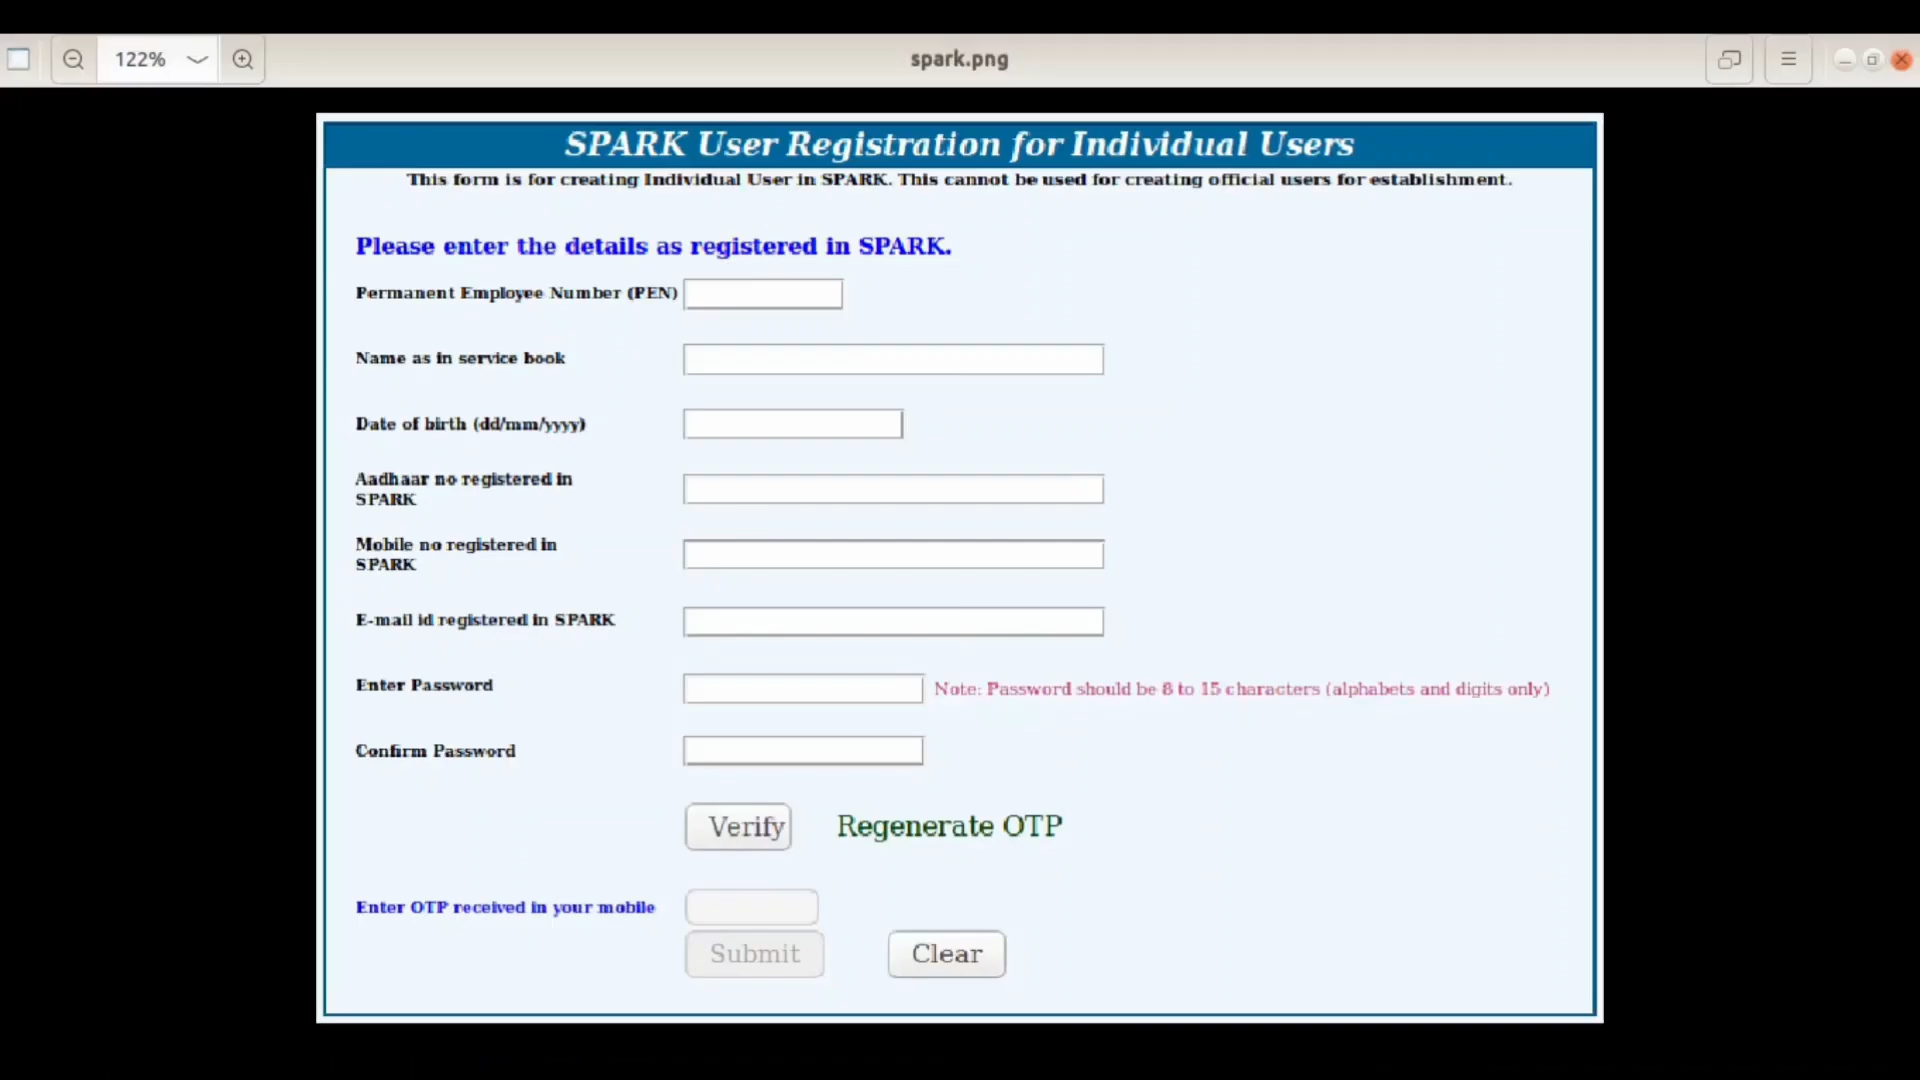 122%
spark.png
SPARK User Registration for Individual Users
This form is for creating Individual User in SPARK. This cannot be used for creating official users for establishment.
Please enter the details as registered in SPARK.
Permanent Employee Number (PEN)
Name as in service book
Date of birth (dd/mm/yyyy)
Aadhaar no registered in
SPARK
Mobile no registered in
SPARK
E-mail id registered in SPARK
Enter Password
Note: Password should be 8 to 15 characters (alphabets and digits only)
Confirm Password
Verify
Regenerate OTP
Enter OTP received in your mobile
Submit
Clear